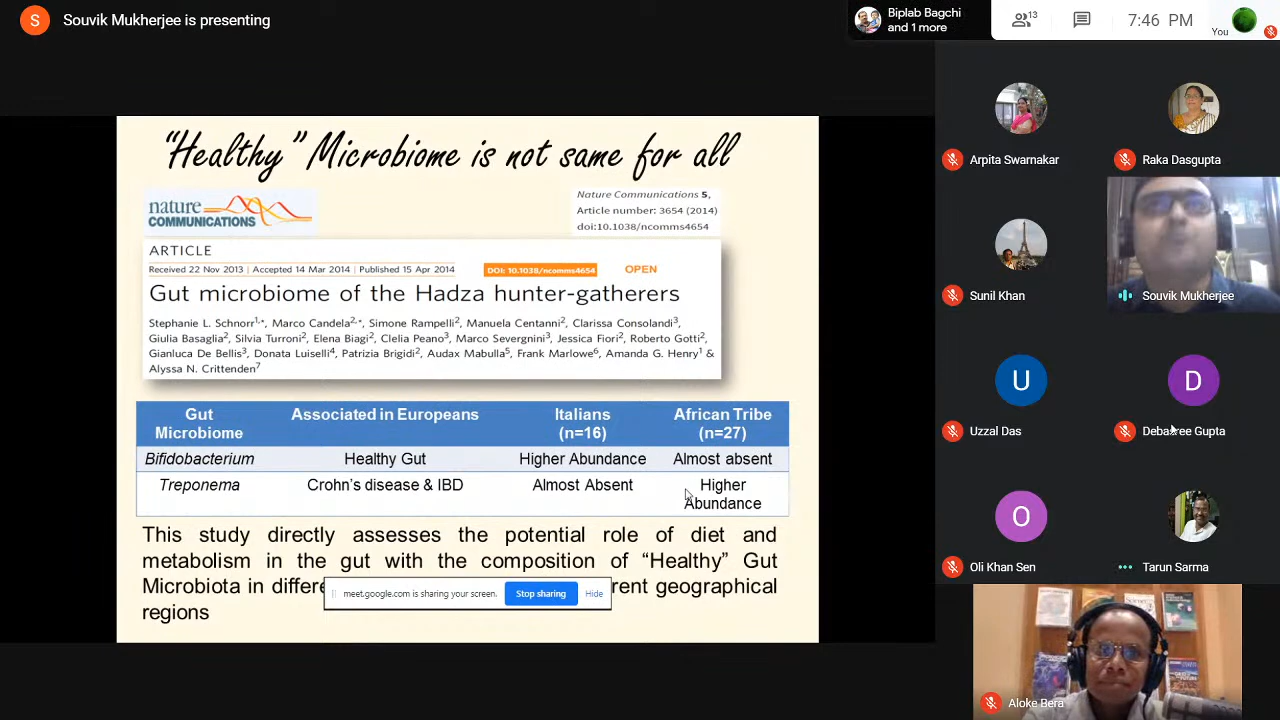 S Souvik Mukherjee is presenting
Biplab Bagchi
and 1 more
13
7:46 PM
You
"Healthy" Microbiome is not same for all
nature
COMMUNICATIONS
Nature Communications 5,
Article number: 3654 (2014)
doi:10.1038/ncomms4654
ARTICLE
Received 22 Nov 2013 | Accepted 14 Mar 2014 | Published 15 Apr 2014
DOI: 10.1038/ncomms4654
OPEN
Gut microbiome of the Hadza hunter-gatherers
Stephanie L. Schnorr1,*, Marco Candela2,*, Simone Rampelli2, Manuela Centanni2, Clarissa Consolandi3,
Giulia Basaglia2, Silvia Turroni2, Elena Biagi2, Clelia Peano3, Marco Severgnini3, Jessica Fiori2, Roberto Gotti2,
Gianluca De Bellis3, Donata Luiselli4, Patrizia Brigidi2, Audax Mabulla5, Frank Marlowe6, Amanda G. Henry1 &
Alyssa N. Crittenden7
Gut Microbiome Associated in Europeans Italians (n=16) African Tribe (n=27)
Bifidobacterium Healthy Gut Higher Abundance Almost absent
Treponema Crohn's disease & IBD Almost Absent Higher Abundance
This study directly assesses the potential role of diet and
metabolism in the gut with the composition of "Healthy" Gut
Microbiota in differe rent geographical
regions
meet.google.com is sharing your screen. Stop sharing Hide
Arpita Swarnakar
Raka Dasgupta
Sunil Khan
Souvik Mukherjee
U
Uzzal Das
D
Debasree Gupta
O
Oli Khan Sen
Tarun Sarma
Aloke Bera